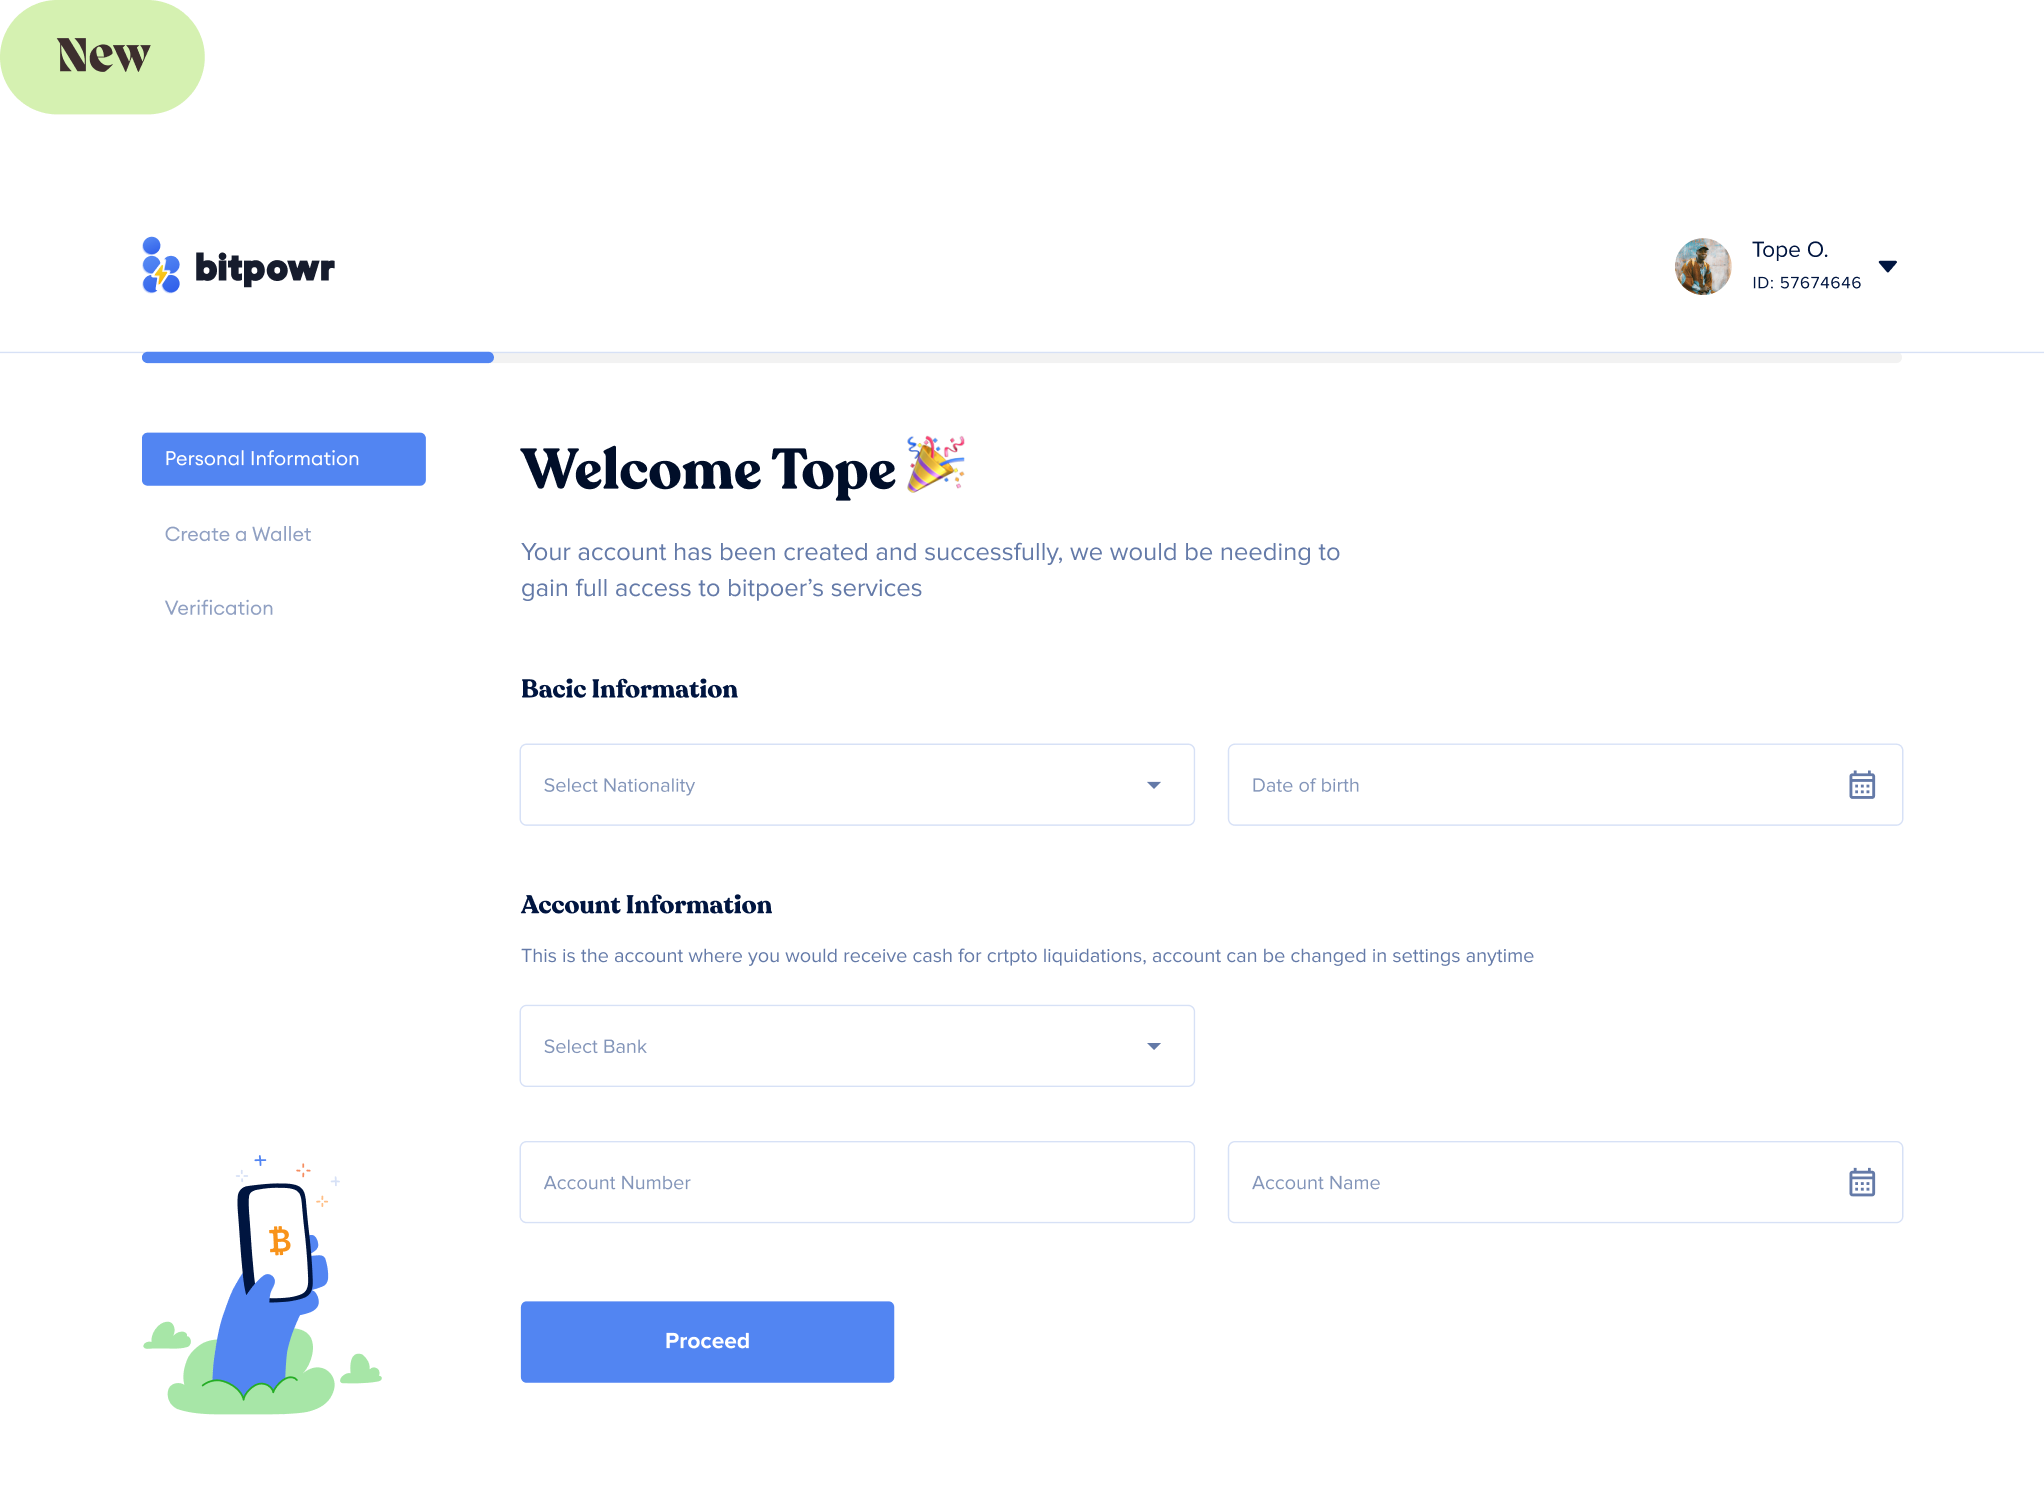 New
bitpowr
Tope O.
ID: 57674646
Personal Information
Create a Wallet
Verification
Welcome Tope 🎉
Your account has been created and successfully, we would be needing to
gain full access to bitpoer’s services
Bacic Information
Select Nationality
Date of birth
Account Information
This is the account where you would receive cash for crtpto liquidations, account can be changed in settings anytime
Select Bank
Account Number
Account Name
Proceed